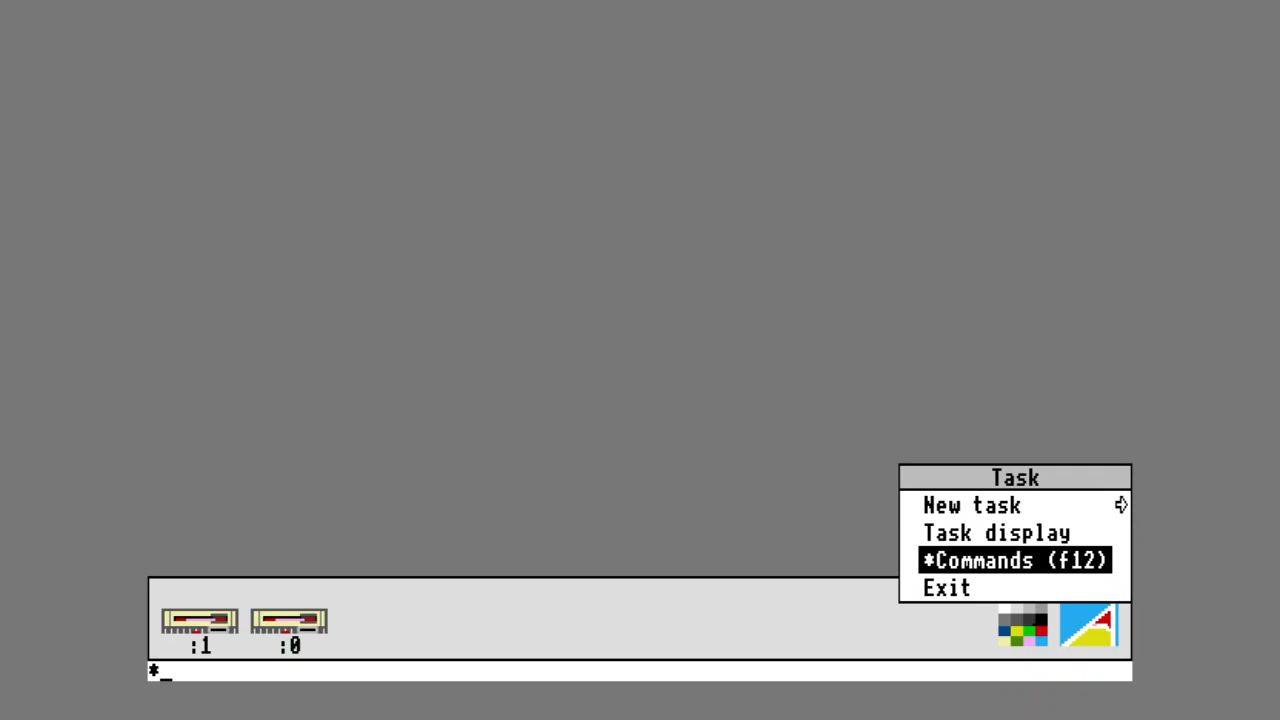 Task
New task
Task display
*Commands (f12)
Exit
:1 :0
*_